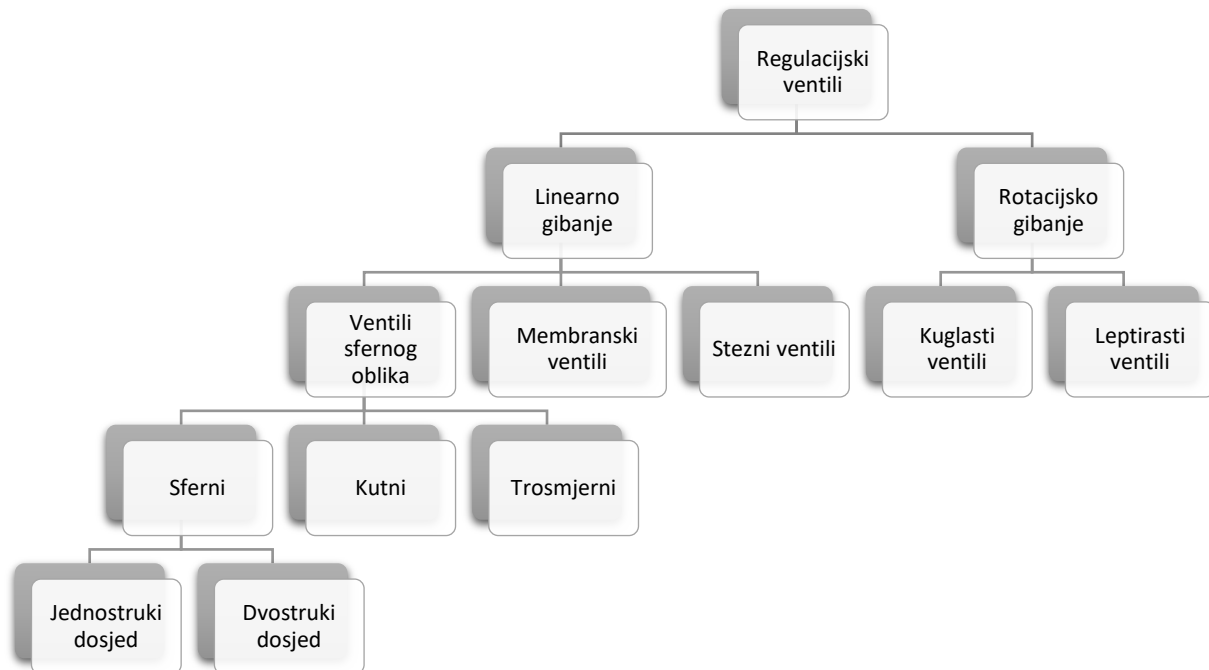 Regulacijski
ventili
Linearno
gibanje
Rotacijsko
gibanje
Ventili
sfernog
oblika
Membranski
ventili
Stezni ventili
Kuglasti
ventili
Leptirasti
ventili
Sferni
Kutni
Trosmjerni
Jednostruki
dosjed
Dvostruki
dosjed